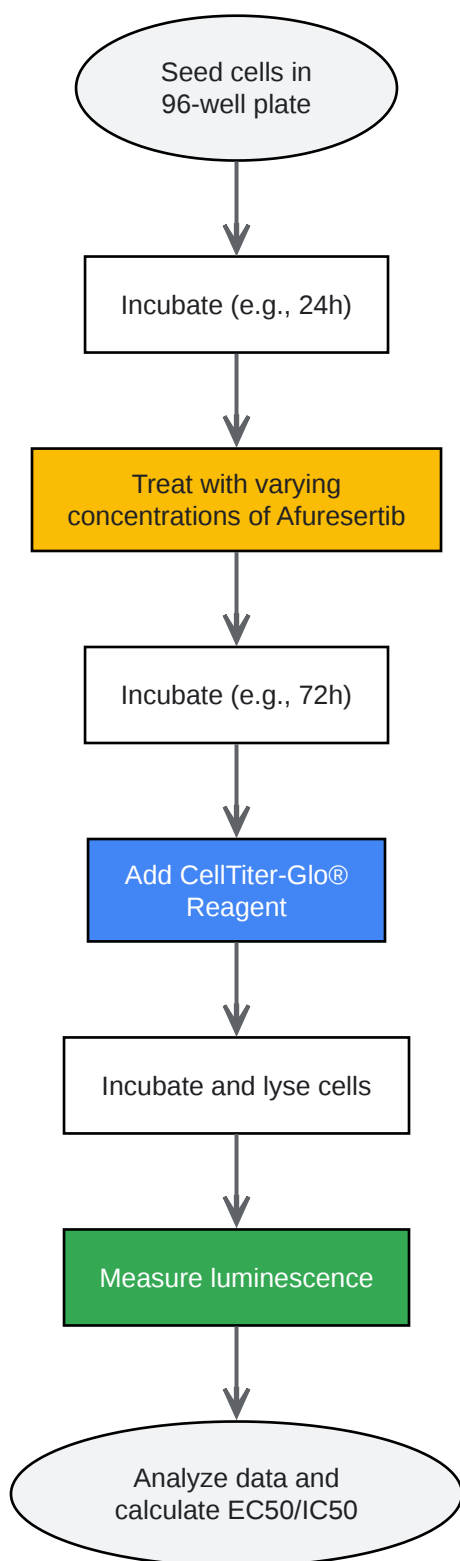 Seed cells in
96-well plate
Incubate (e.g., 24h)
Treat with varying
concentrations of Afuresertib
Incubate (e.g., 72h)
Add CellTiter-Glo®
Reagent
Incubate and lyse cells
Measure luminescence
Analyze data and
calculate EC50/IC50